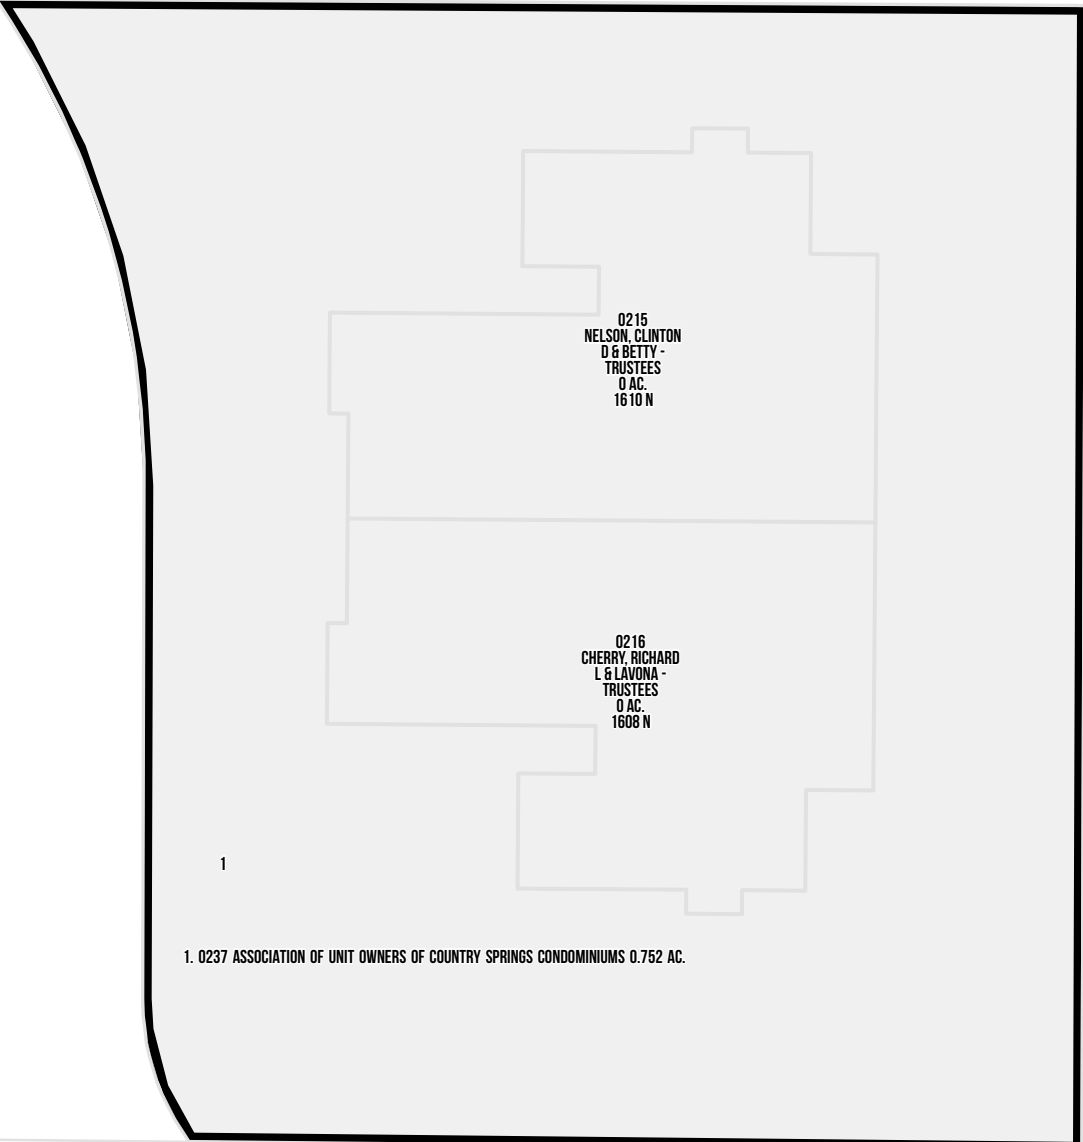 0215
NELSON, CLINTON
D & BETTY -
TRUSTEES
0 AC.
1610 N
0216
CHERRY, RICHARD
L & LAVONA -
TRUSTEES
0 AC.
1608 N
1
1. 0237 ASSOCIATION OF UNIT OWNERS OF COUNTRY SPRINGS CONDOMINIUMS 0.752 AC.